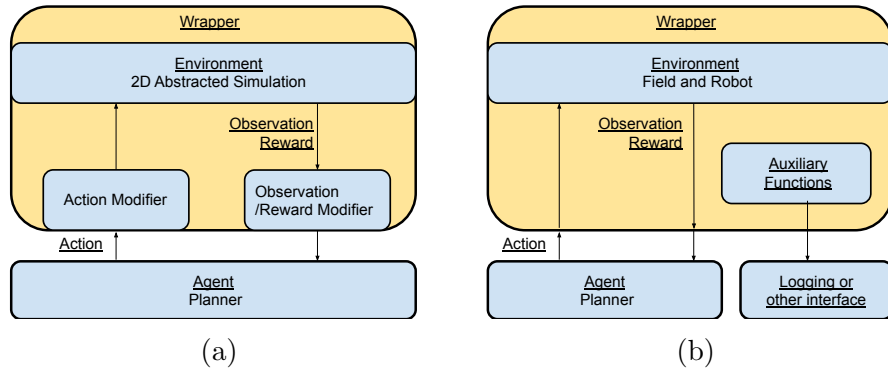 Wrapper
Environment
2D Abstracted Simulation
Observation
Reward
Action Modifier
Observation
/Reward Modifier
Action
Agent
Planner
(a)
Wrapper
Environment
Field and Robot
Observation
Reward
Auxiliary
Functions
Action
Agent
Planner
Logging or
other interface
(b)